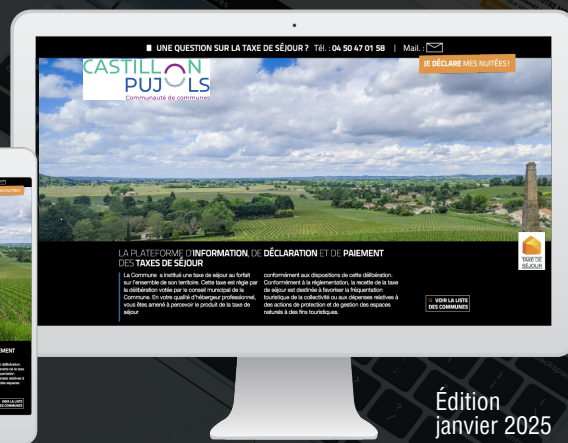 UNE QUESTION SUR LA TAXE DE SÉJOUR ? Tél. : 04 50 47 01 58 | Mail. :
JE DÉCLARE MES NUITÉES !
CASTILLON
PUJOLS
Communauté de communes
LA PLATEFORME D'INFORMATION, DE DÉCLARATION ET DE PAIEMENT
DES TAXES DE SÉJOUR
La Commune a institué une taxe de séjour au forfait
sur l'ensemble de son territoire. Cette taxe est régie par
la délibération votée par le conseil municipal de la
Commune. En votre qualité d'hébergeur professionnel,
vous êtes amené à percevoir le produit de la taxe de
séjour
conformément aux dispositions de cette délibération.
Conformément à la réglementation, la recette de la taxe
de séjour est destinée à favoriser la fréquentation
touristique de la collectivité ou aux dépenses relatives à
des actions de protection et de gestion des espaces
naturels à des fins touristiques.
TAXE DE
SÉJOUR
VOIR LA LISTE
DES COMMUNES
Édition
janvier 2025